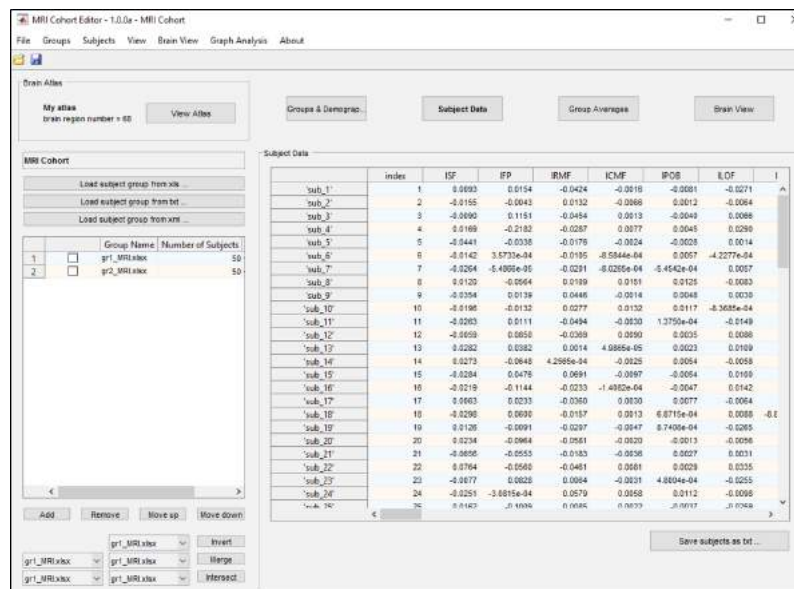 MRI Cohort Editor - 1.0.0a - MRI Cohort
File Groups Subjects View Brain View Graph Analysis About
Brain Atlas
My atlas
brain region number = 68
View Atlas
Groups & Demograp...
Subject Data
Group Averages
Brain View
MRI Cohort
Load subject group from xls ...
Load subject group from txt ...
Load subject group from xml ...
Group Name Number of Subjects
1 gr1_MRI.xlsx 50
2 gr2_MRI.xlsx 50
Add Remove Move up Move down
gr1_MRI.xlsx Invert
gr1_MRI.xlsx gr1_MRI.xlsx Merge
gr1_MRI.xlsx gr1_MRI.xlsx Intersect
Subject Data
index lSF lFP lRMF lCMF lPOB lLOF l
'sub_1' 1 0.0093 0.0154 -0.0424 -0.0016 -0.0081 -0.0271
'sub_2' 2 -0.0155 -0.0043 0.0132 -0.0066 0.0012 -0.0064
'sub_3' 3 -0.0090 0.1151 -0.0454 0.0013 -0.0040 0.0066
'sub_4' 4 0.0169 -0.2182 -0.0287 0.0077 0.0045 0.0290
'sub_5' 5 -0.0441 -0.0338 -0.0176 -0.0024 -0.0028 0.0014
'sub_6' 6 -0.0142 3.5733e-04 -0.0105 -8.5844e-04 0.0057 -4.2277e-04
'sub_7' 7 -0.0264 -5.4866e-05 -0.0291 -8.0265e-04 -5.4542e-04 0.0057
'sub_8' 8 0.0120 -0.0564 0.0109 0.0151 0.0125 -0.0083
'sub_9' 9 -0.0354 0.0139 0.0446 -0.0014 0.0048 0.0030
'sub_10' 10 -0.0196 -0.0132 0.0277 0.0132 0.0117 -8.3685e-04
'sub_11' 11 -0.0263 0.0111 -0.0494 -0.0030 1.3750e-04 -0.0149
'sub_12' 12 -0.0059 0.0850 -0.0369 0.0090 0.0035 0.0086
'sub_13' 13 0.0282 0.0382 0.0014 4.9865e-05 0.0023 0.0109
'sub_14' 14 0.0273 -0.0648 4.2565e-04 -0.0025 0.0054 -0.0058
'sub_15' 15 -0.0284 0.0476 0.0691 -0.0097 -0.0054 0.0100
'sub_16' 16 -0.0219 -0.1144 -0.0233 -1.4082e-04 -0.0047 0.0142
'sub_17' 17 0.0063 0.0233 -0.0360 0.0030 0.0077 -0.0064
'sub_18' 18 -0.0298 0.0600 -0.0157 0.0013 6.8715e-04 0.0088
'sub_19' 19 0.0126 -0.0091 -0.0297 -0.0047 8.7408e-04 -0.0265
'sub_20' 20 0.0234 -0.0964 -0.0581 -0.0020 -0.0013 -0.0056
'sub_21' 21 -0.0656 -0.0553 -0.0183 -0.0036 0.0027 0.0031
'sub_22' 22 0.0764 -0.0560 -0.0461 0.0081 0.0029 0.0335
'sub_23' 23 -0.0077 0.0828 0.0064 -0.0031 4.8804e-04 -0.0255
'sub_24' 24 -0.0251 -3.0815e-04 0.0579 0.0058 0.0112 -0.0098
Save subjects as txt ...